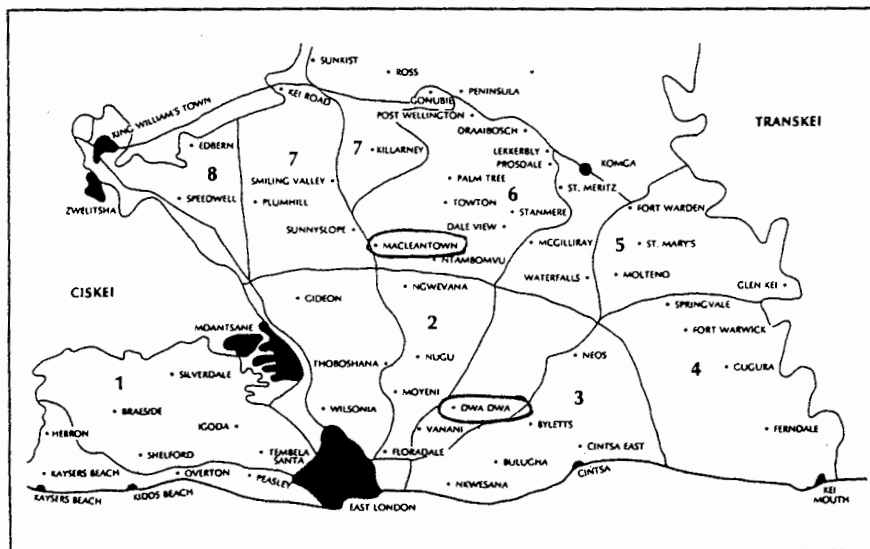 SUNKIST
ROSS
KEI ROAD
GONUBIE
PENINSULA
POST WELLINGTON
DRAAIBOSCH
TRANSKEI
KING WILLIAM'S TOWN
EDBERN
8
7
7
KILLARNEY
LEKKERBLY
PROSDALE
KOMGA
ZWELITSHA
SPEEDWELL
SMILING VALLEY
PLUMHILL
PALM TREE
6
ST. MERITZ
TOWTON
STANMERE
FORT WARDEN
SUNNYSLOPE
DALE VIEW
MACLEANTOWN
MCGILLIRAY
5
ST. MARY'S
NTAMBOMVU
WATERFALLS
MOLTENO
GLEN KEI
CISKEI
GIDEON
NGWEVANA
SPRINGVALE
MDANTSANE
2
FORT WARWICK
THOBOSHANA
NUGU
NEOS
4
GUGURA
1
SILVERDALE
MOYENI
3
BRAESIDE
WILSONIA
DWA DWA
BYLETTS
HEBRON
IGODA
VANANI
FERNDALE
SHELFORD
TEMBELA
SANTA
FLORADALE
CINTSA EAST
BULUGHA
CINTSA
KAYSERS BEACH
OVERTON
PEASLEY
NKWESANA
KAYSERS BEACH
KIDDS BEACH
EAST LONDON
KEI
MOUTH